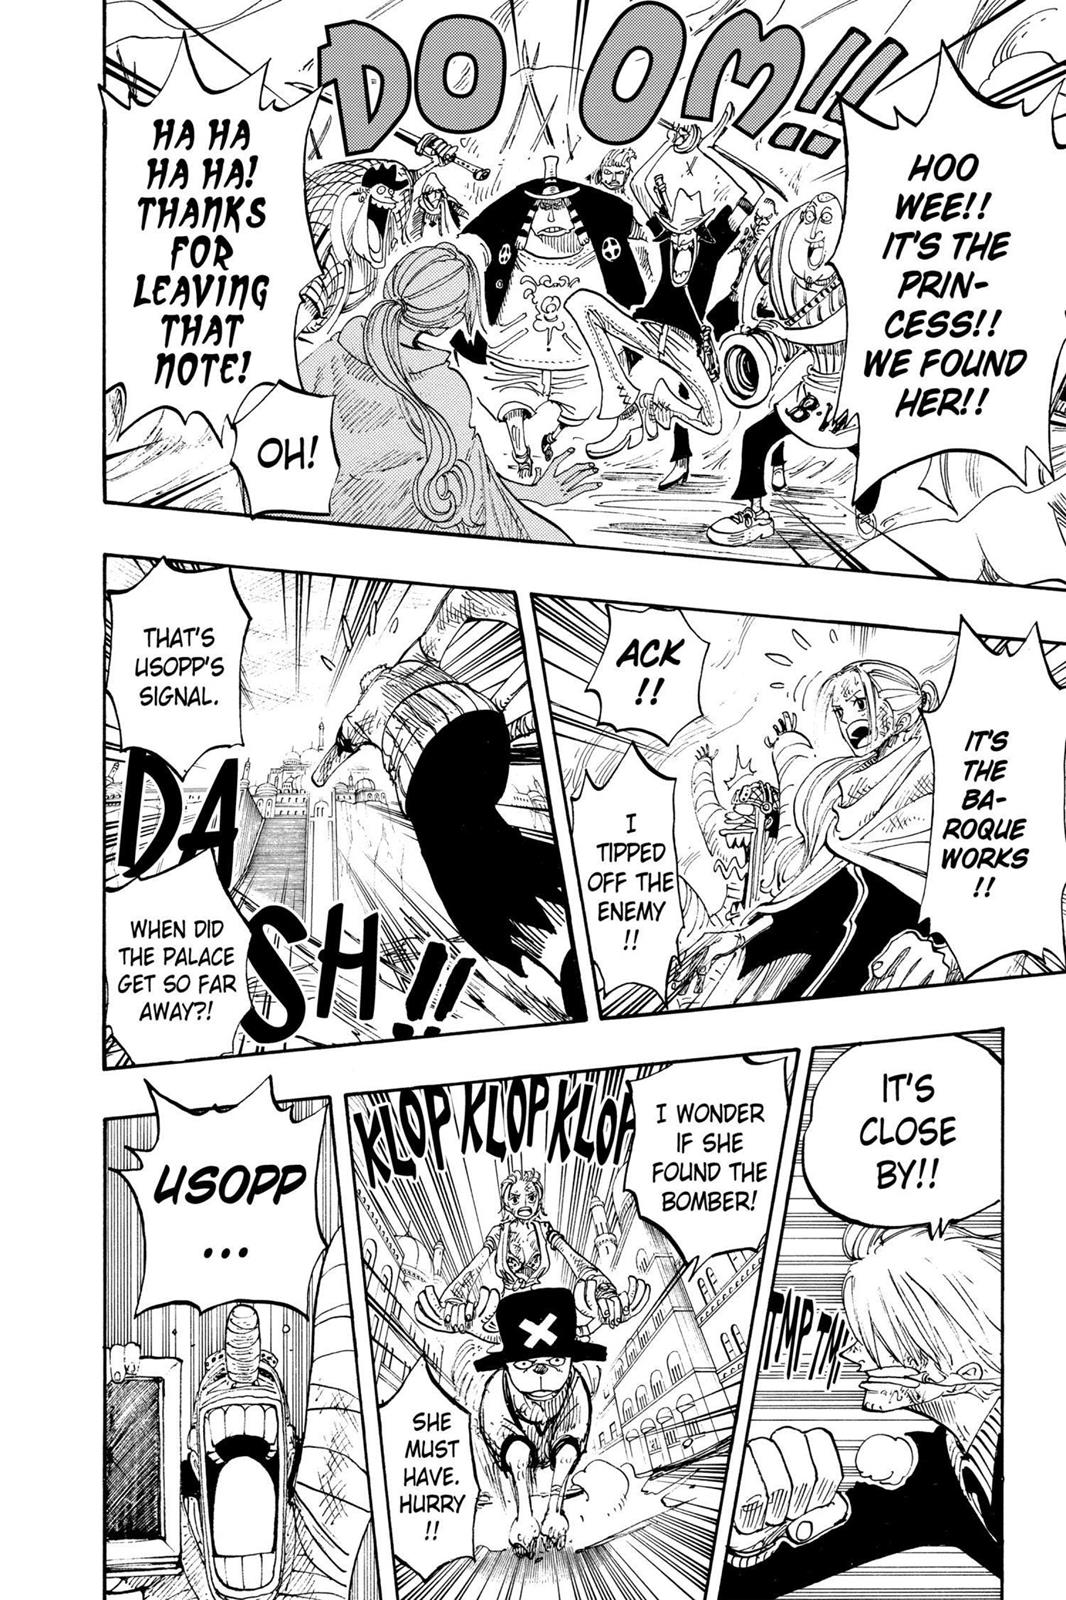 DO OM!!
HOO
WEE!!
IT'S THE
PRIN-
CESS!!
WE FOUND
HER!!
HA HA
HA HA!
THANKS
FOR
LEAVING
THAT
NOTE!
OH!
B·W
IT'S
THE
BA-
ROQUE
WORKS
!!
ACK
!!
I
TIPPED
OFF THE
ENEMY
!!
THAT'S
USOPP'S
SIGNAL.
DA
SH!!
WHEN DID
THE PALACE
GET SO FAR
AWAY?!
IT'S
CLOSE
BY!!
TMP TMP
I WONDER
IF SHE
FOUND THE
BOMBER!
KLOP KLOP KLOP
SHE
MUST
HAVE.
HURRY
!!
USOPP
...